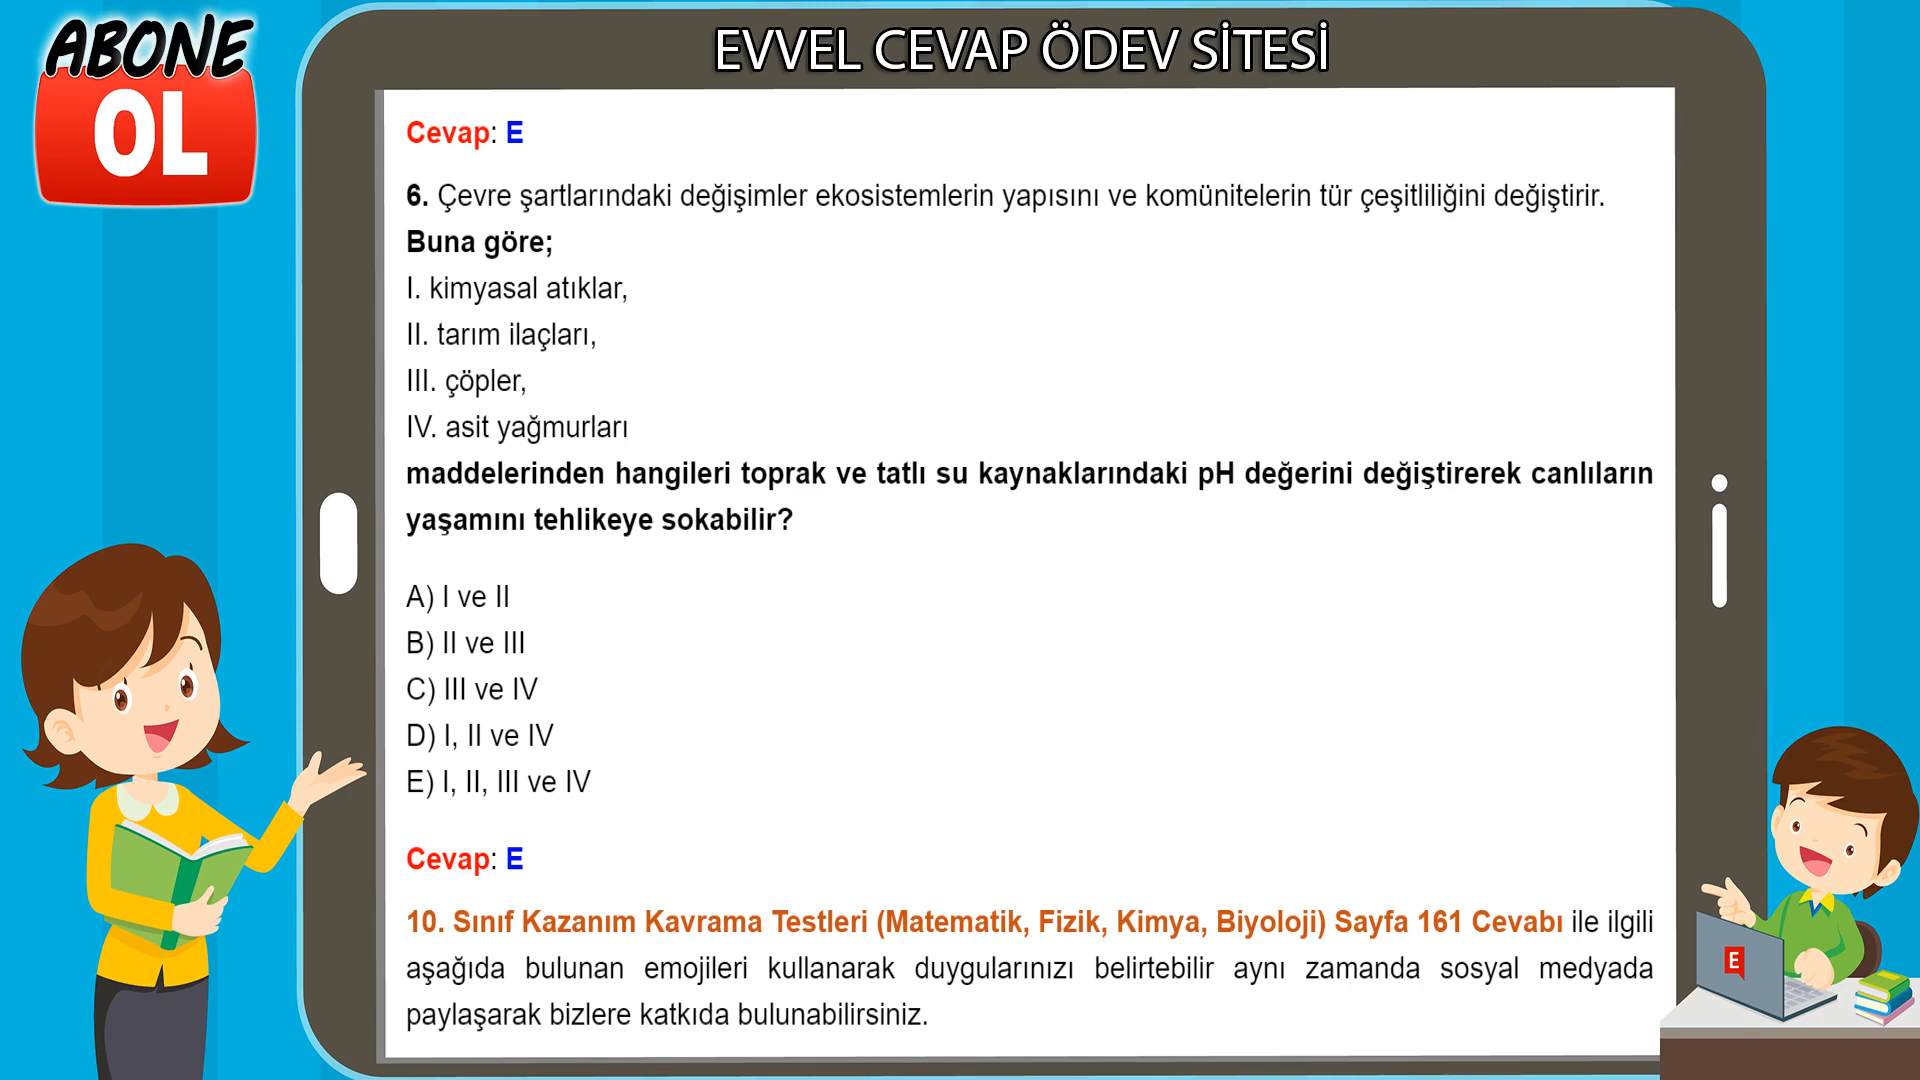 ABONE
OL
EVVEL CEVAP ÖDEV SİTESİ
Cevap: E
6. Çevre şartlarındaki değişimler ekosistemlerin yapısını ve komünitelerin tür çeşitliliğini değiştirir.
Buna göre;
I. kimyasal atıklar,
II. tarım ilaçları,
III. çöpler,
IV. asit yağmurları
maddelerinden hangileri toprak ve tatlı su kaynaklarındaki pH değerini değiştirerek canlıların
yaşamını tehlikeye sokabilir?
A) I ve II
B) II ve III
C) III ve IV
D) I, II ve IV
E) I, II, III ve IV
Cevap: E
10. Sınıf Kazanım Kavrama Testleri (Matematik, Fizik, Kimya, Biyoloji) Sayfa 161 Cevabı ile ilgili
aşağıda bulunan emojileri kullanarak duygularınızı belirtebilir aynı zamanda sosyal medyada
paylaşarak bizlere katkıda bulunabilirsiniz.
E